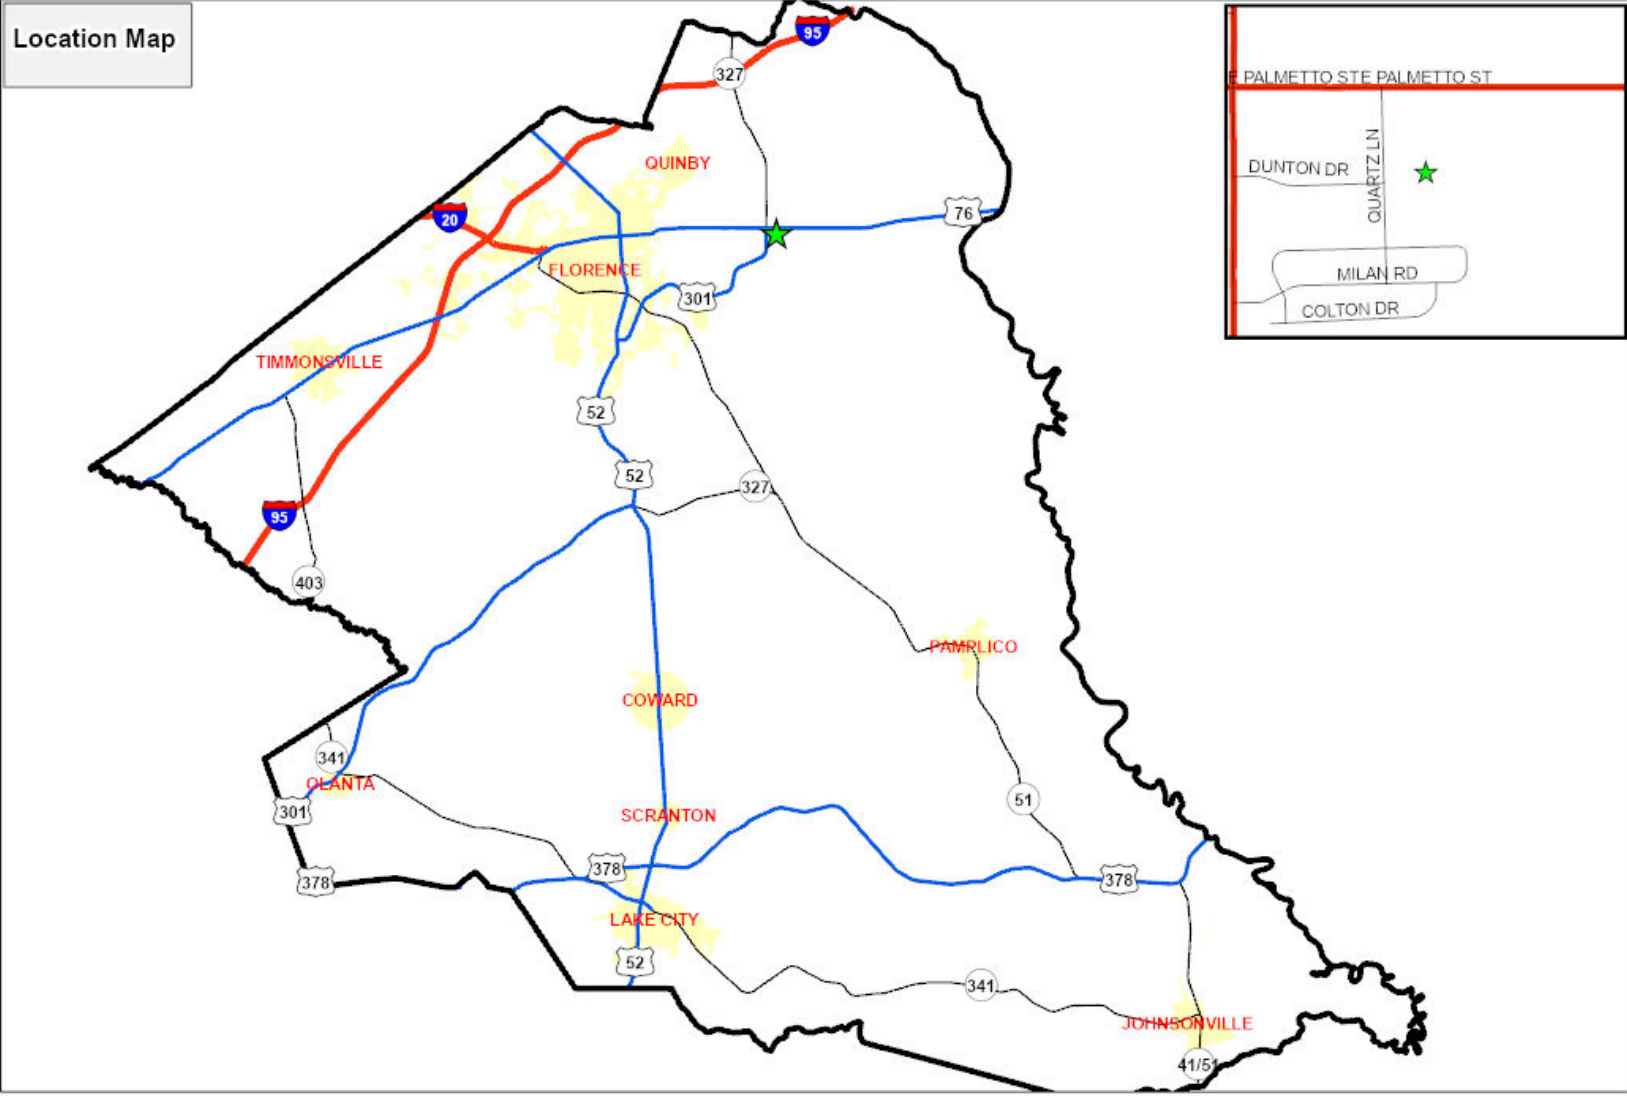 Location Map
95
327
E PALMETTO STE PALMETTO ST
QUARTZ LN
DUNTON DR
MILAN RD
COLTON DR
QUINBY
20
76
FLORENCE
301
TIMMONSVILLE
52
52
327
95
403
PAMPLICO
COWARD
341
OLANTA
301
51
SCRANTON
378
378
378
LAKE CITY
52
341
JOHNSONVILLE
41/51